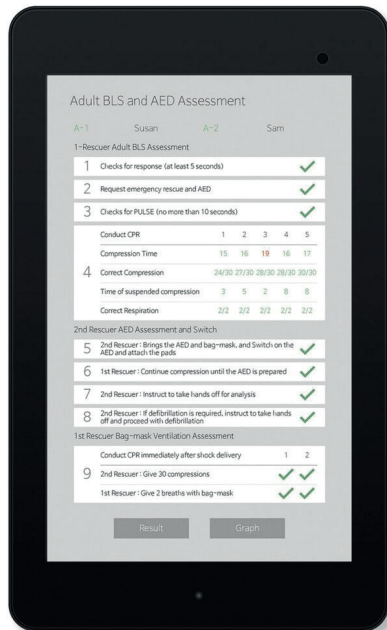 Adult BLS and AED Assessment
A-1 Susan A-2 Sam
1-Rescuer Adult BLS Assessment
1 Checks for response (at least 5 seconds)
2 Request emergency rescue and AED
3 Checks for PULSE (no more than 10 seconds)
Conduct CPR 1 2 3 4 5
Compression Time 15 16 19 16 17
4 Correct Compression 24/30 27/30 28/30 28/30 30/30
Time of suspended compression 3 5 2 8 8
Correct Respiration 2/2 2/2 2/2 2/2 2/2
2nd Rescuer AED Assessment and Switch
5 2nd Rescuer : Brings the AED and bag-mask, and Switch on the
AED and attach the pads
6 1st Rescuer : Continue compression until the AED is prepared
7 2nd Rescuer : Instruct to take hands off for analysis
8 2nd Rescuer : If defibrillation is required, instruct to take hands
off and proceed with defibrillation
1st Rescuer Bag-mask Ventilation Assessment
Conduct CPR immediately after shock delivery 1 2
9 2nd Rescuer : Give 30 compressions
1st Rescuer : Give 2 breaths with bag-mask
Result Graph